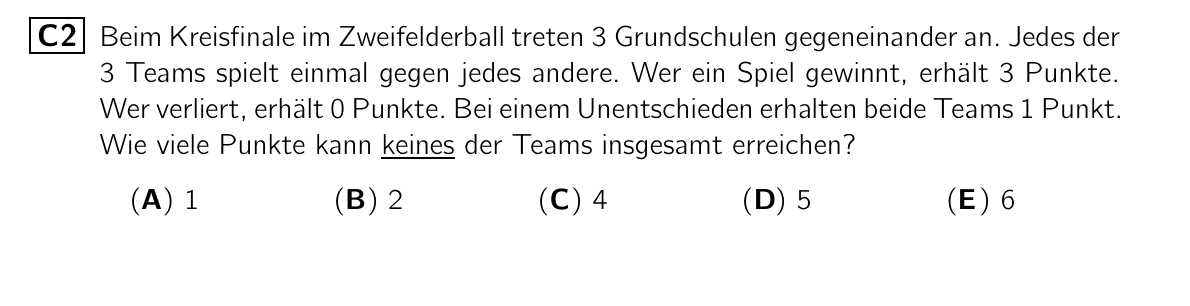 C2 Beim Kreisfinale im Zweifelderball treten 3 Grundschulen gegeneinander an. Jedes der
3 Teams spielt einmal gegen jedes andere. Wer ein Spiel gewinnt, erhält 3 Punkte.
Wer verliert, erhält 0 Punkte. Bei einem Unentschieden erhalten beide Teams 1 Punkt.
Wie viele Punkte kann keines der Teams insgesamt erreichen?
(A) 1 (B) 2 (C) 4 (D) 5 (E) 6